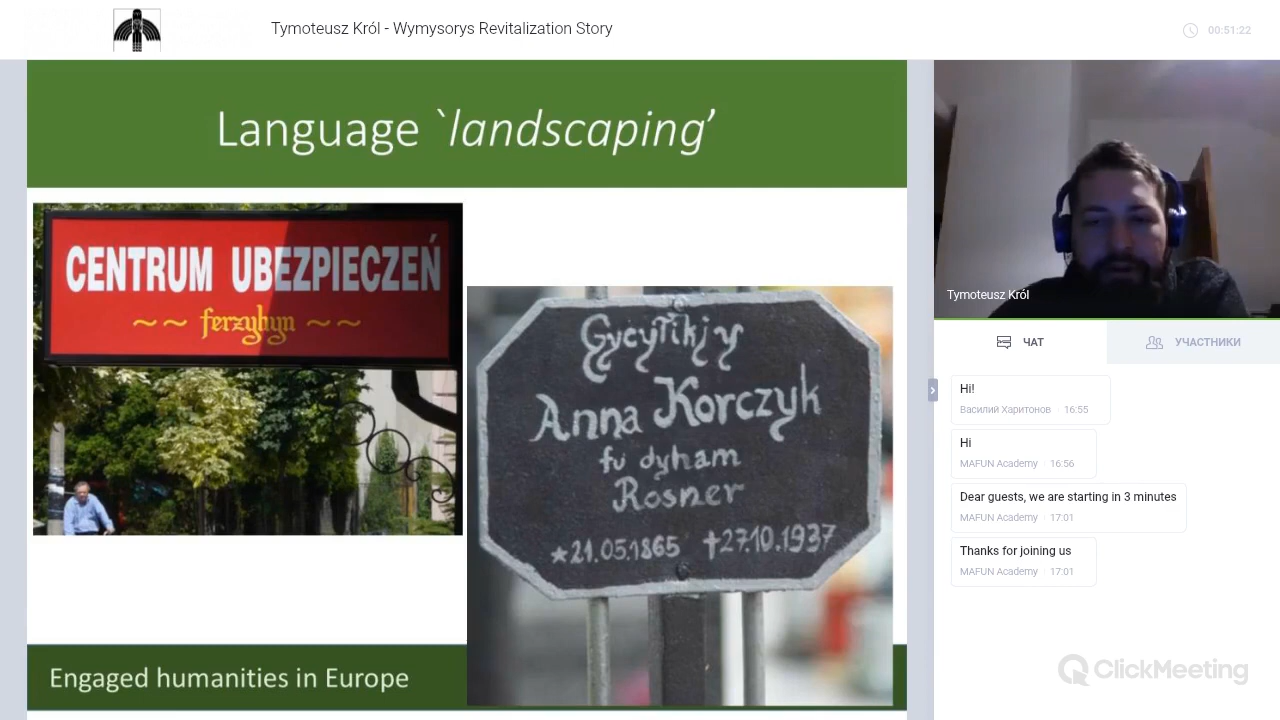 Tymoteusz Król - Wymysorys Revitalization Story
00:51:22
Language `landscaping’
CENTRUM UBEZPIECZEŃ
~ ~ ferzyhyn ~ ~
Anna Korczyk
fu dyham
Rosner
*21.05.1865 †27.10.1937
Engaged humanities in Europe
Tymoteusz Król
ЧАТ
УЧАСТНИКИ
Hi!
Василий Харитонов · 16:55
Hi
MAFUN Academy · 16:56
Dear guests, we are starting in 3 minutes
MAFUN Academy · 17:01
Thanks for joining us
MAFUN Academy · 17:01
ClickMeeting